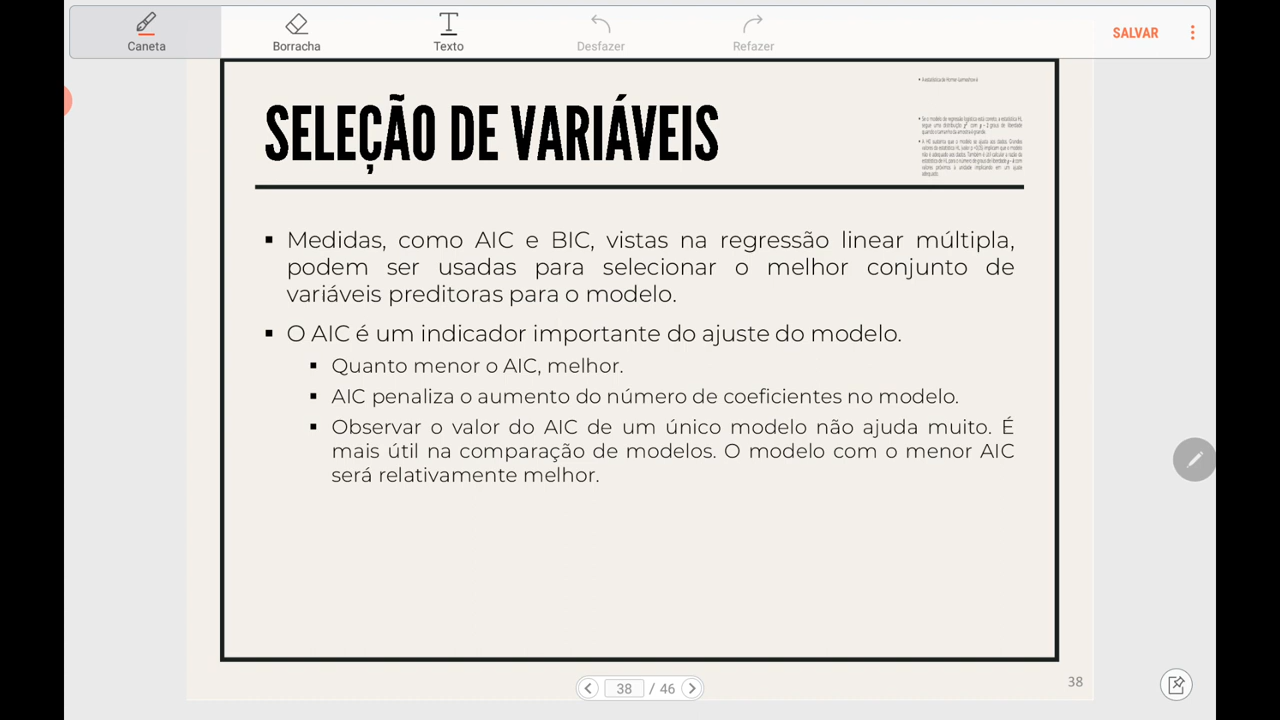 Caneta
Borracha
Texto
Desfazer
Refazer
SALVAR
SELEÇÃO DE VARIÁVEIS
▪ Medidas, como AIC e BIC, vistas na regressão linear múltipla,
podem ser usadas para selecionar o melhor conjunto de
variáveis preditoras para o modelo.
▪ O AIC é um indicador importante do ajuste do modelo.
▪ Quanto menor o AIC, melhor.
▪ AIC penaliza o aumento do número de coeficientes no modelo.
▪ Observar o valor do AIC de um único modelo não ajuda muito. É
mais útil na comparação de modelos. O modelo com o menor AIC
será relativamente melhor.
38
38 / 46